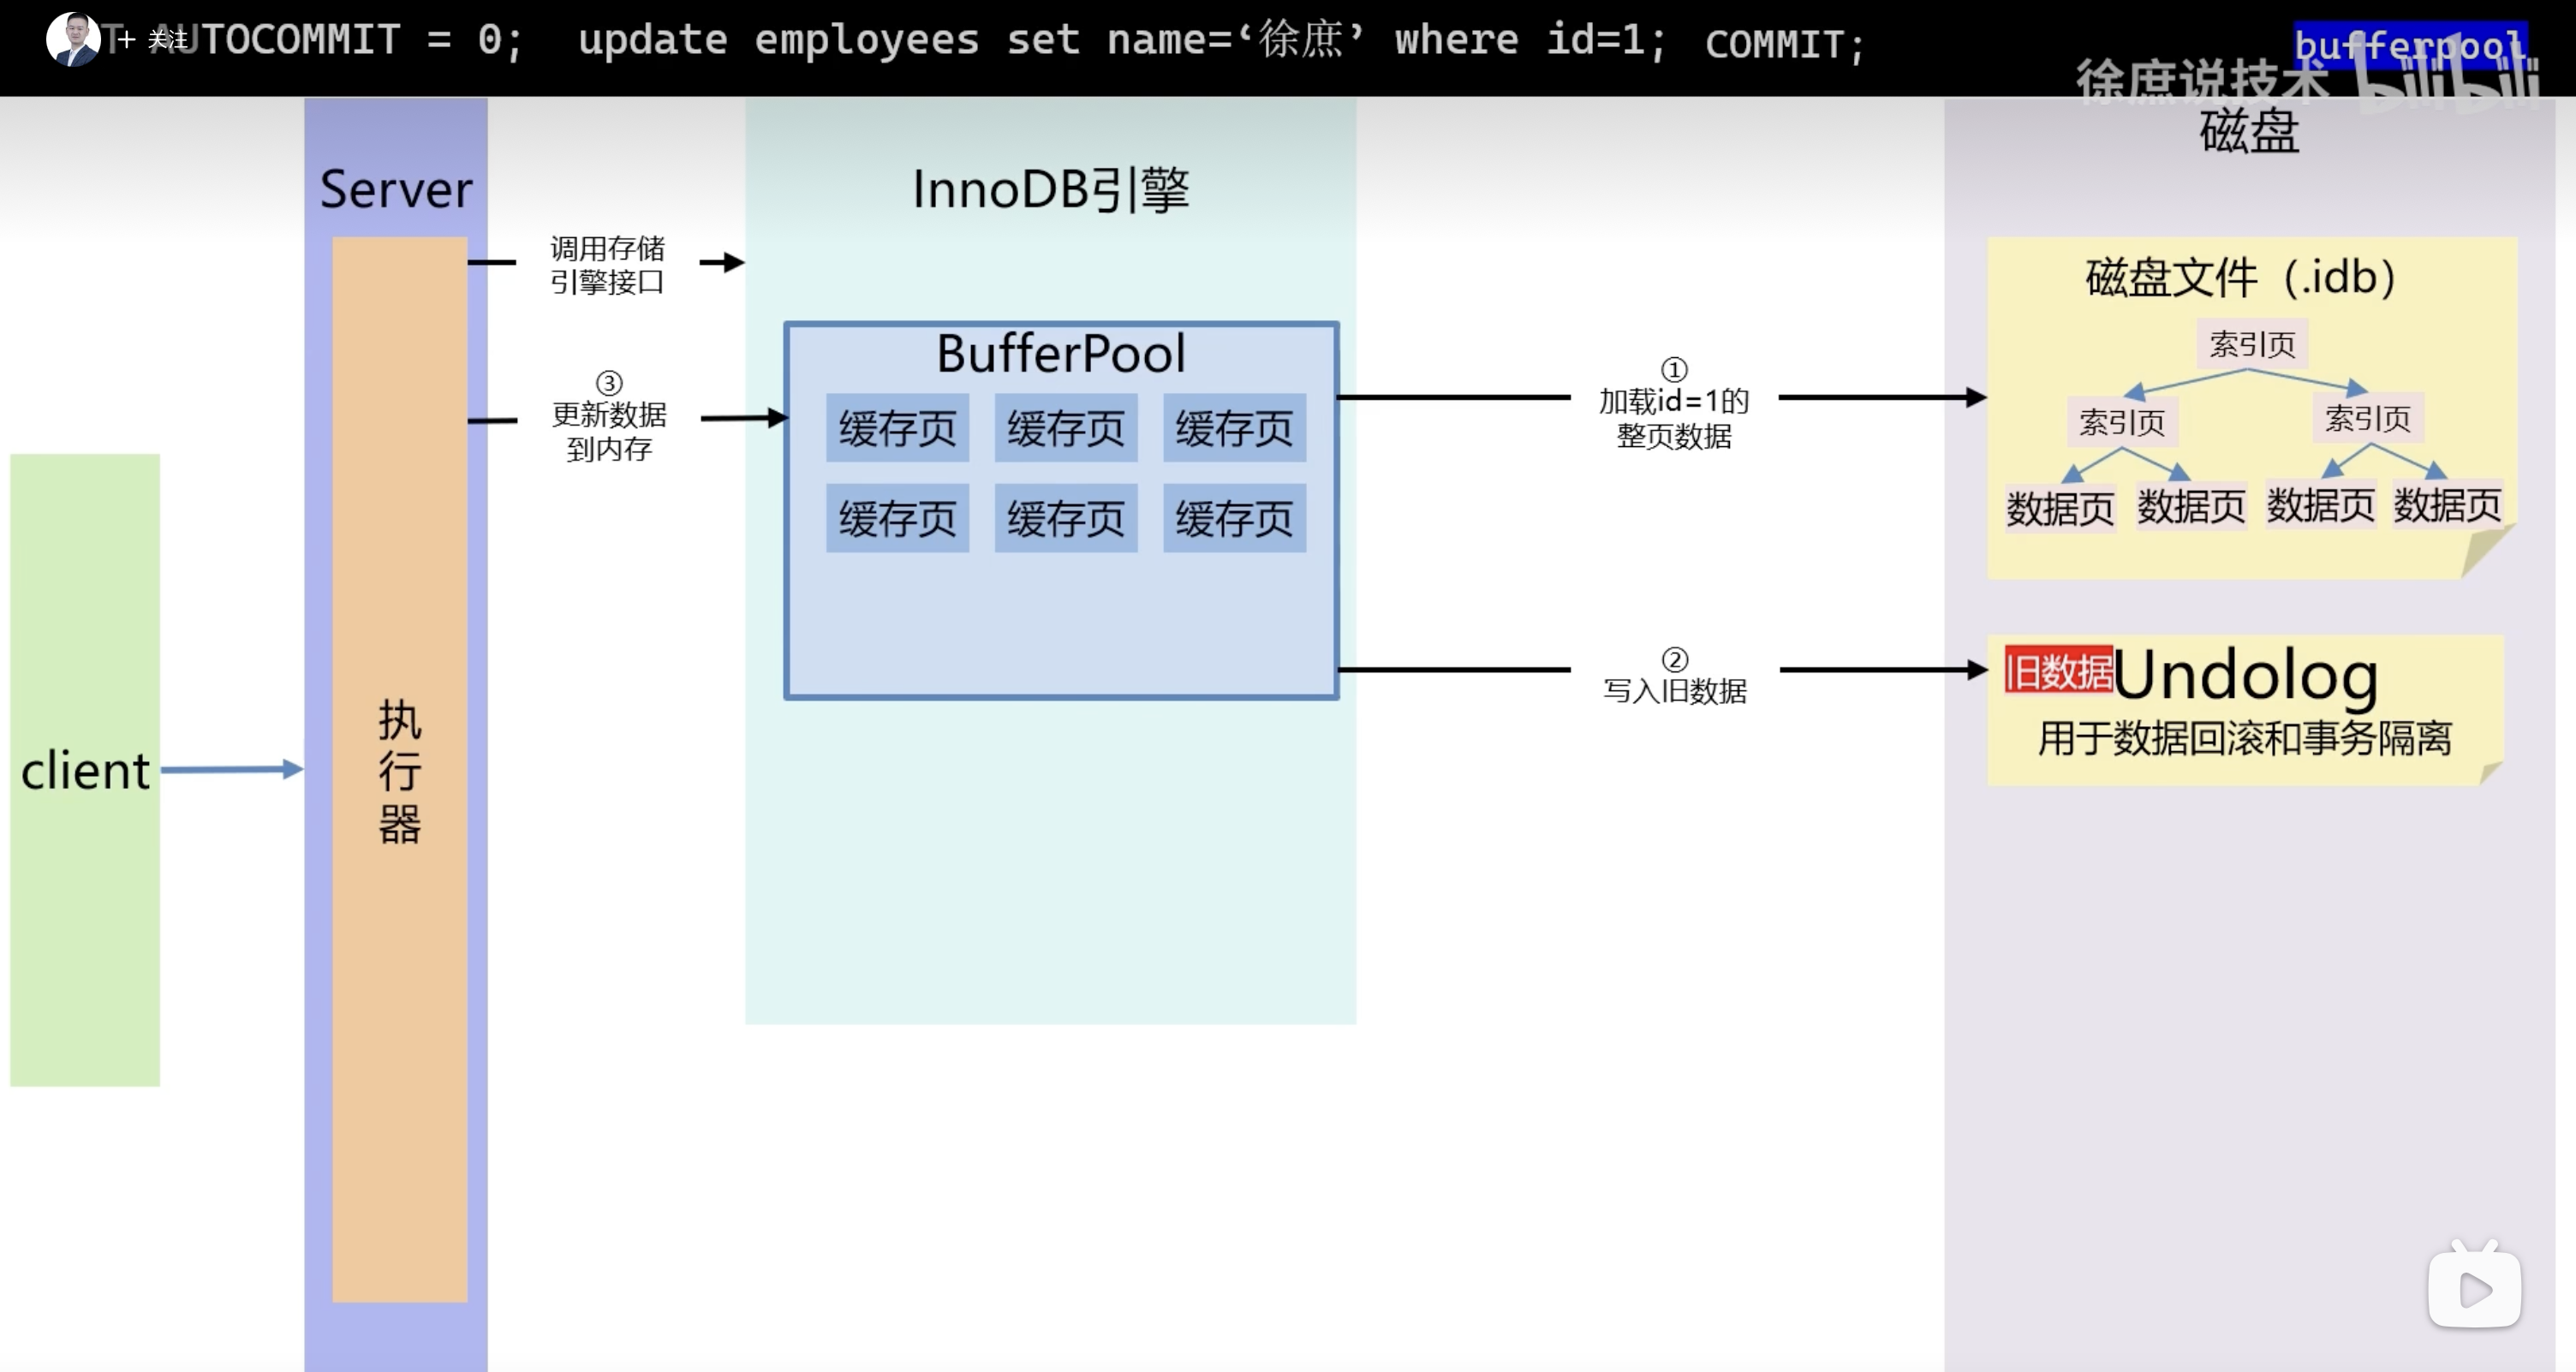 T AUTOCOMMIT = 0; update employees set name=‘徐庶’ where id=1; COMMIT;
+ 关注
bufferpool
徐庶说技术 bilibili
磁盘
Server
InnoDB引擎
调用存储
引擎接口
磁盘文件（.idb）
索引页
BufferPool
①
加载id=1的
整页数据
③
更新数据
到内存
缓存页 缓存页 缓存页
索引页 索引页
缓存页 缓存页 缓存页
数据页 数据页 数据页 数据页
②
写入旧数据
旧数据 Undolog
用于数据回滚和事务隔离
client
执
行
器